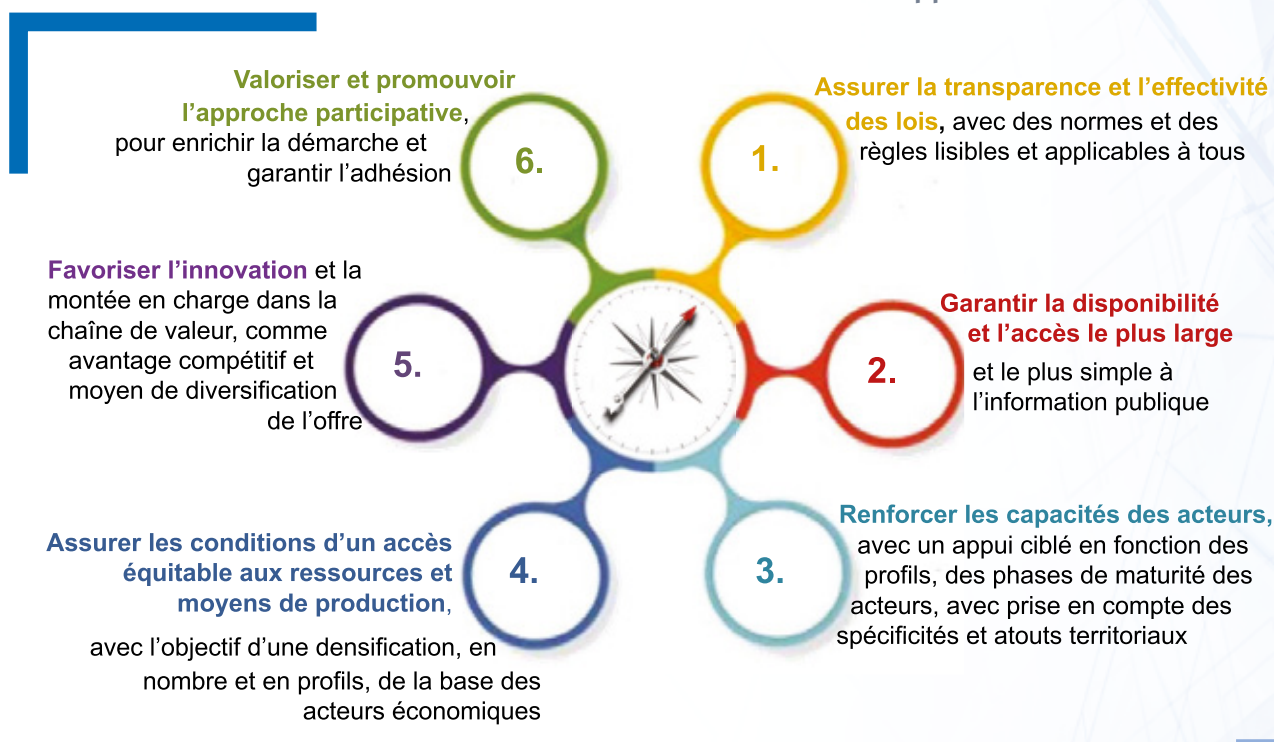 Assurer la transparence et l’effectivité
des lois, avec des normes et des
règles lisibles et applicables à tous
1.
Garantir la disponibilité
et l’accès le plus large
et le plus simple à
l’information publique
2.
Renforcer les capacités des acteurs,
avec un appui ciblé en fonction des
profils, des phases de maturité des
acteurs, avec prise en compte des
spécificités et atouts territoriaux
3.
Assurer les conditions d’un accès
équitable aux ressources et
moyens de production,
avec l’objectif d’une densification, en
nombre et en profils, de la base des
acteurs économiques
4.
Favoriser l’innovation et la
montée en charge dans la
chaîne de valeur, comme
avantage compétitif et
moyen de diversification
de l’offre
5.
Valoriser et promouvoir
l’approche participative,
pour enrichir la démarche et
garantir l’adhésion
6.